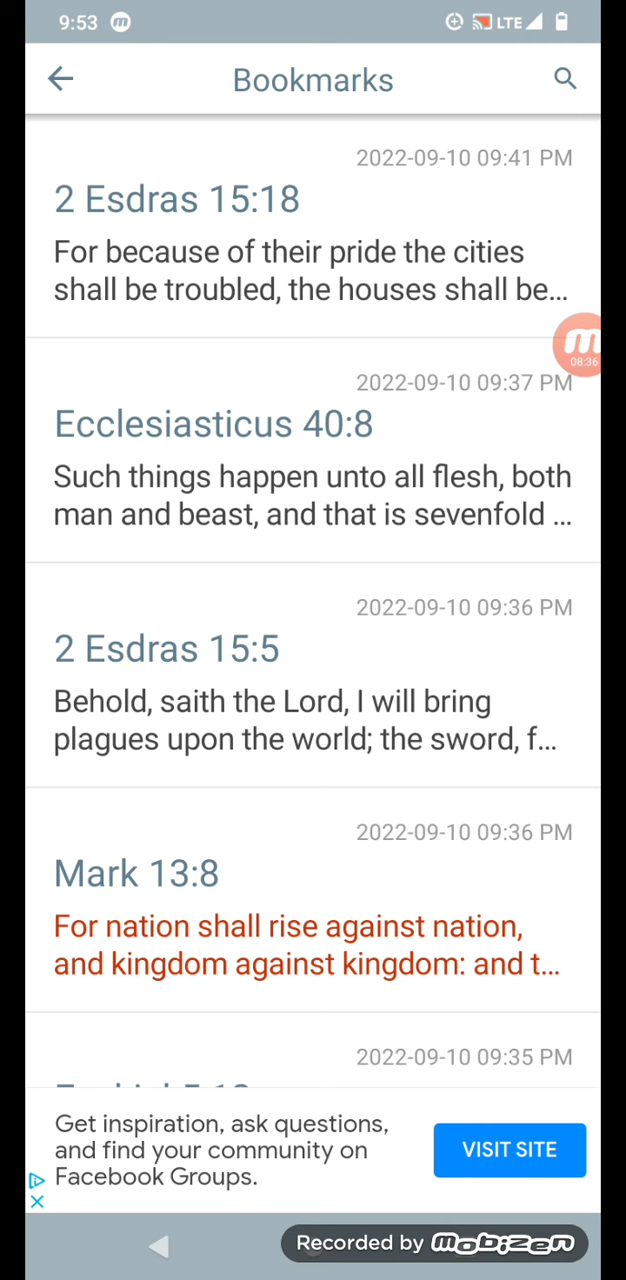 9:53
LTE
Bookmarks
2022-09-10 09:41 PM
2 Esdras 15:18
For because of their pride the cities
shall be troubled, the houses shall be...
08:36
2022-09-10 09:37 PM
Ecclesiasticus 40:8
Such things happen unto all flesh, both
man and beast, and that is sevenfold ...
2022-09-10 09:36 PM
2 Esdras 15:5
Behold, saith the Lord, I will bring
plagues upon the world; the sword, f...
2022-09-10 09:36 PM
Mark 13:8
For nation shall rise against nation,
and kingdom against kingdom: and t...
2022-09-10 09:35 PM
Get inspiration, ask questions,
and find your community on
Facebook Groups.
VISIT SITE
Recorded by mobizen